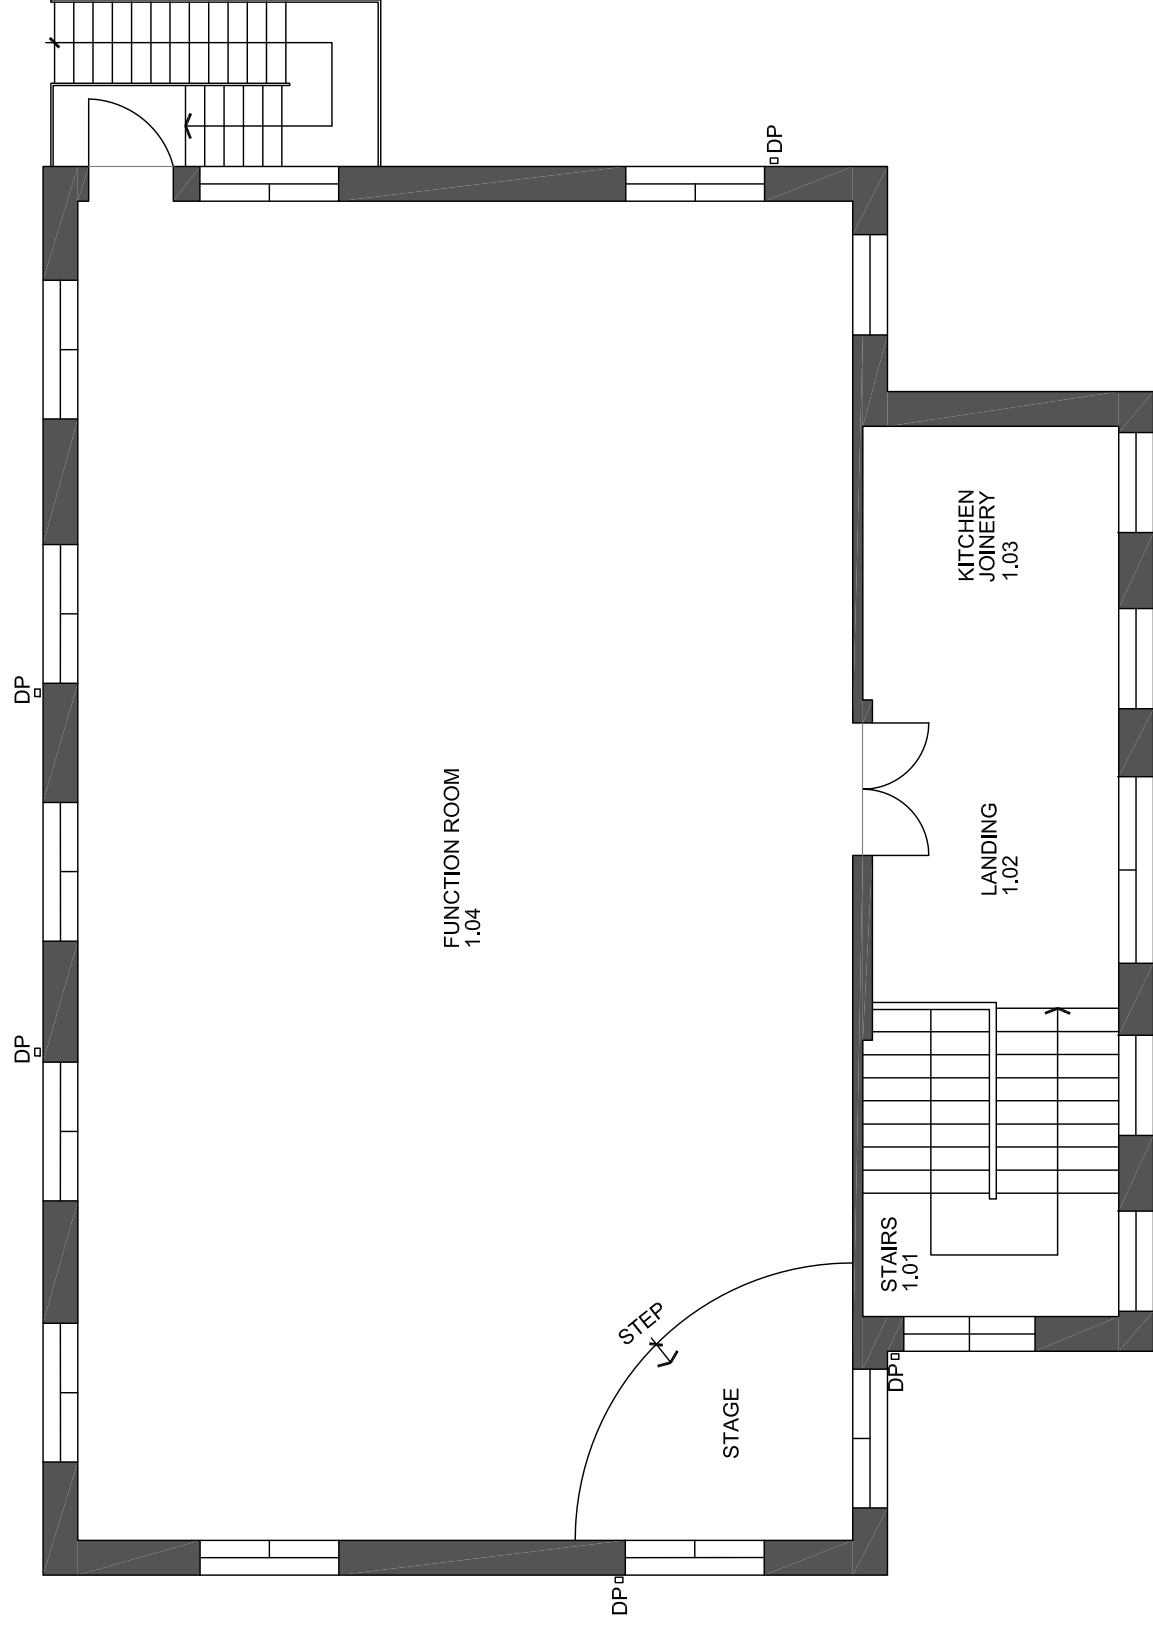 DP
DP
DP
FUNCTION ROOM
1.04
KITCHEN
JOINERY
1.03
LANDING
1.02
STAIRS
1.01
STEP
STAGE
DP
DP